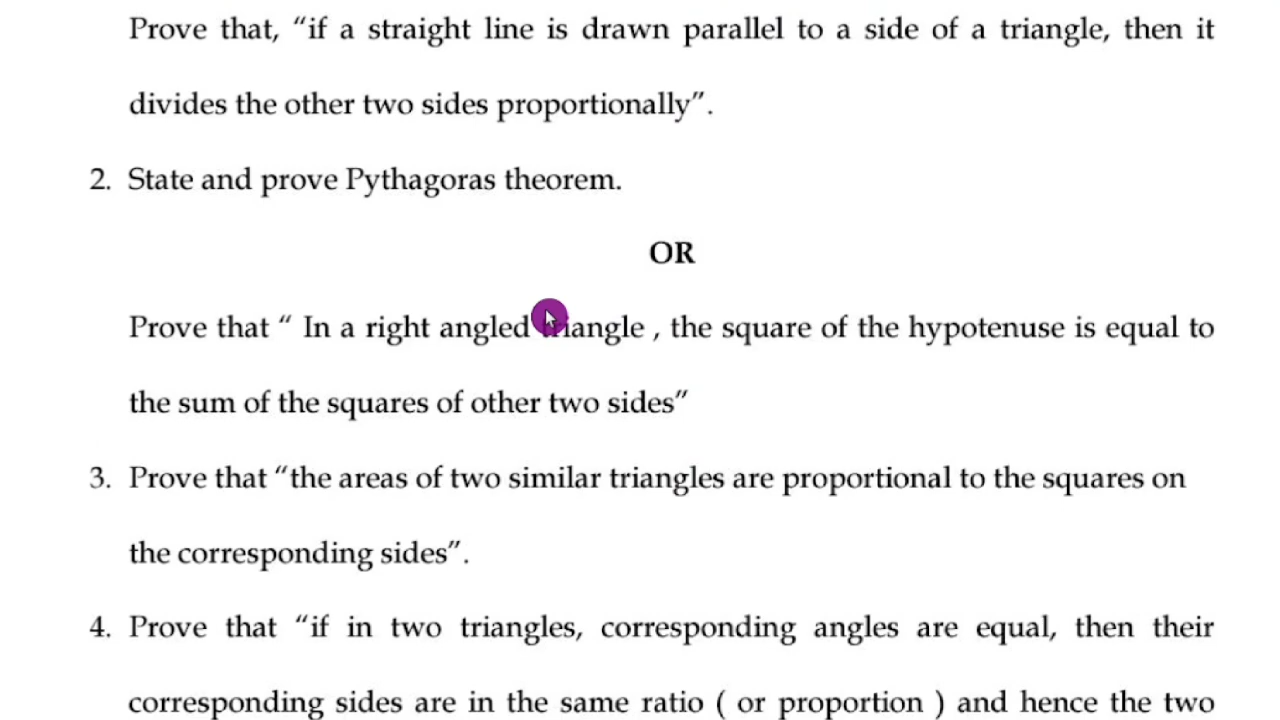 Prove that, “if a straight line is drawn parallel to a side of a triangle, then it
divides the other two sides proportionally”.
2. State and prove Pythagoras theorem.
OR
Prove that “ In a right angled triangle , the square of the hypotenuse is equal to
the sum of the squares of other two sides”
3. Prove that “the areas of two similar triangles are proportional to the squares on
the corresponding sides”.
4. Prove that “if in two triangles, corresponding angles are equal, then their
corresponding sides are in the same ratio ( or proportion ) and hence the two